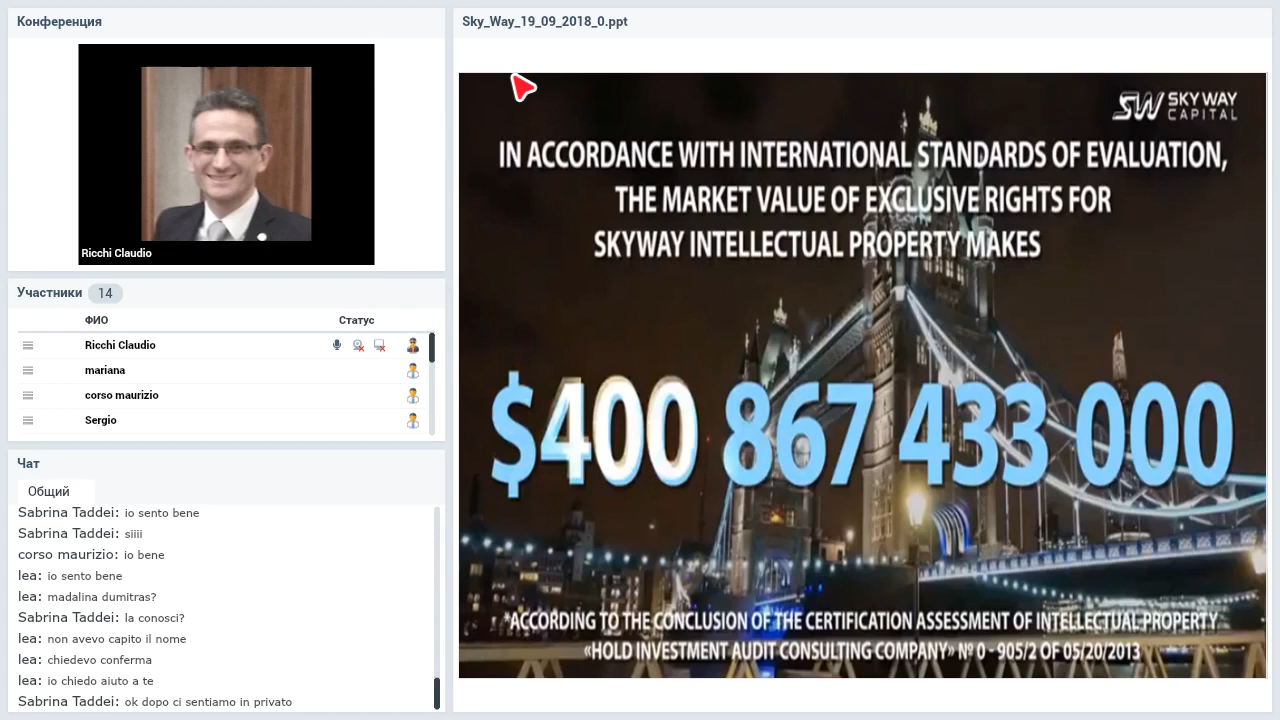 Конференция
Ricchi Claudio
Участники 14
ФИО Статус
Ricchi Claudio
mariana
corso maurizio
Sergio
Чат
Общий
Sabrina Taddei: io sento bene
Sabrina Taddei: siiii
corso maurizio: io bene
lea: io sento bene
lea: madalina dumitras?
Sabrina Taddei: la conosci?
lea: non avevo capito il nome
lea: chiedevo conferma
lea: io chiedo aiuto a te
Sabrina Taddei: ok dopo ci sentiamo in privato
Sky_Way_19_09_2018_0.ppt
SW SKY WAY
CAPITAL
IN ACCORDANCE WITH INTERNATIONAL STANDARDS OF EVALUATION,
THE MARKET VALUE OF EXCLUSIVE RIGHTS FOR
SKYWAY INTELLECTUAL PROPERTY MAKES
$400 867 433 000
*ACCORDING TO THE CONCLUSION OF THE CERTIFICATION ASSESSMENT OF INTELLECTUAL PROPERTY
«HOLD INVESTMENT AUDIT CONSULTING COMPANY» № 0 - 905/2 OF 05/20/2013